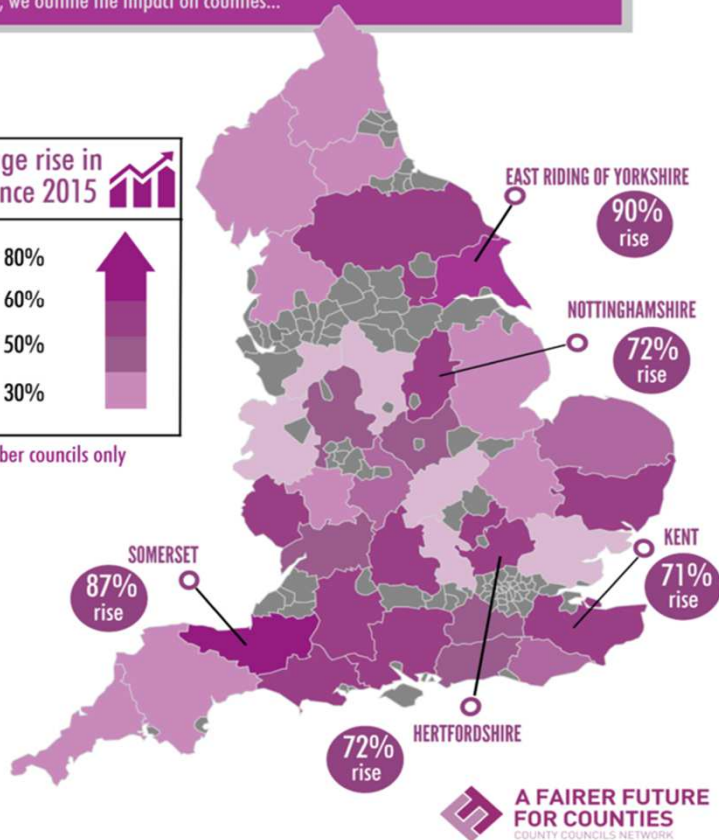 , we outline the impact on counties...
ge rise in
nce 2015
80%
60%
50%
30%
ber councils only
EAST RIDING OF YORKSHIRE
90%
rise
NOTTINGHAMSHIRE
72%
rise
KENT
71%
rise
SOMERSET
87%
rise
HERTFORDSHIRE
72%
rise
A FAIRER FUTURE
FOR COUNTIES
COUNTY COUNCILS NETWORK